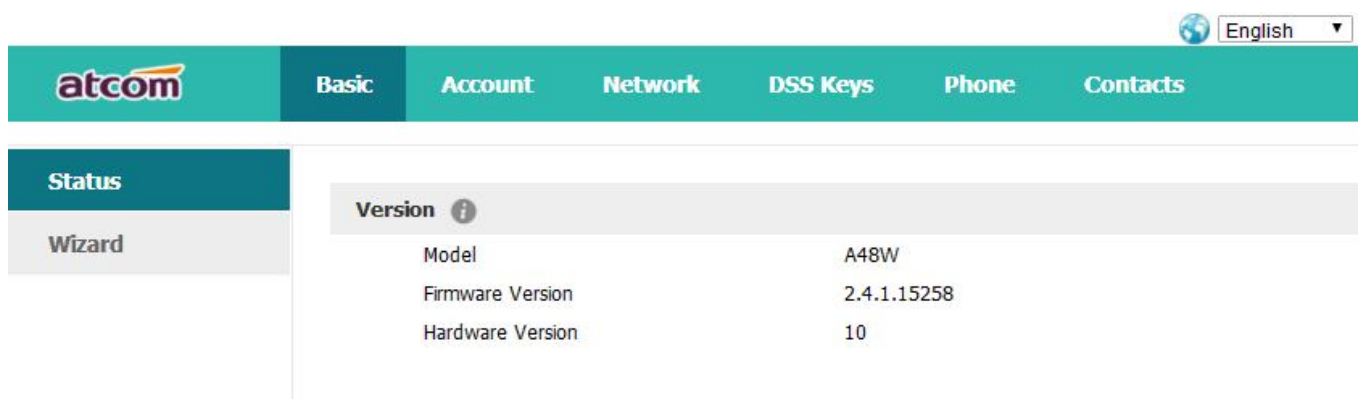 English
atcom
Basic Account Network DSS Keys Phone Contacts
Status
Wizard
Version
Model A48W
Firmware Version 2.4.1.15258
Hardware Version 10